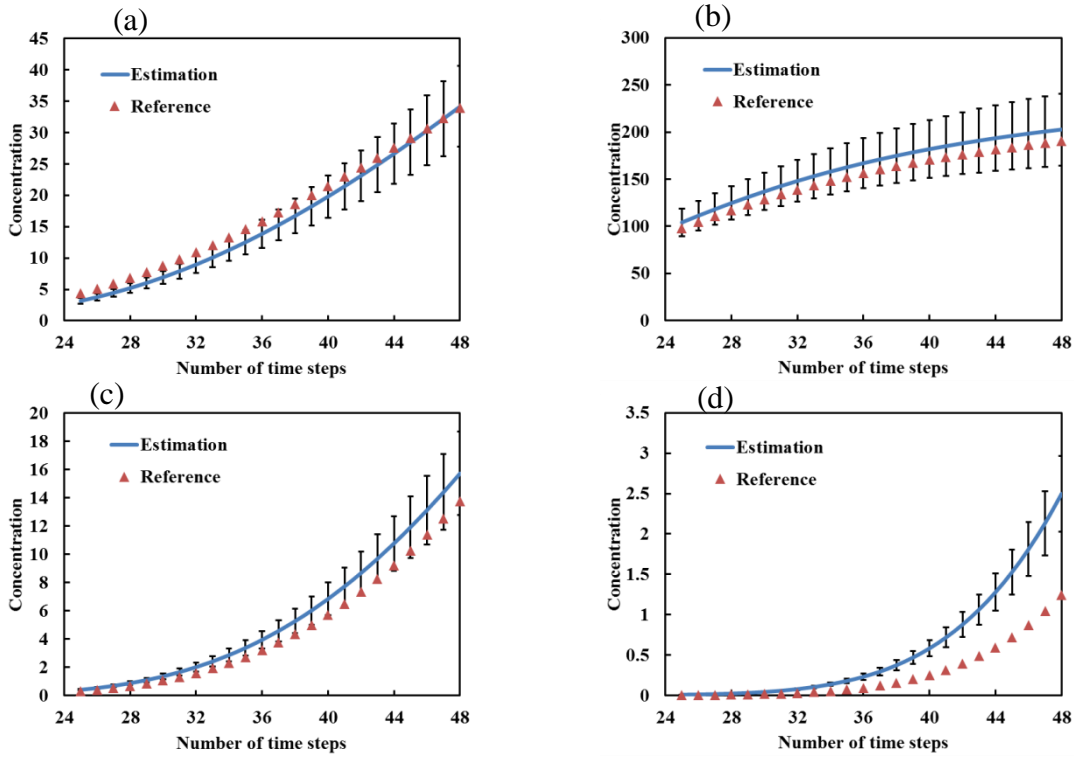 (a)
45
40
35
30
25
20
15
10
5
0
Concentration
Estimation
Reference
24 28 32 36 40 44 48
Number of time steps
(b)
300
250
200
150
100
50
0
Concentration
Estimation
Reference
24 28 32 36 40 44 48
Number of time steps
(c)
20
18
16
14
12
10
8
6
4
2
0
Concentration
Estimation
Reference
24 28 32 36 40 44 48
Number of time steps
(d)
3.5
3
2.5
2
1.5
1
0.5
0
Concentration
Estimation
Reference
24 28 32 36 40 44 48
Number of time steps